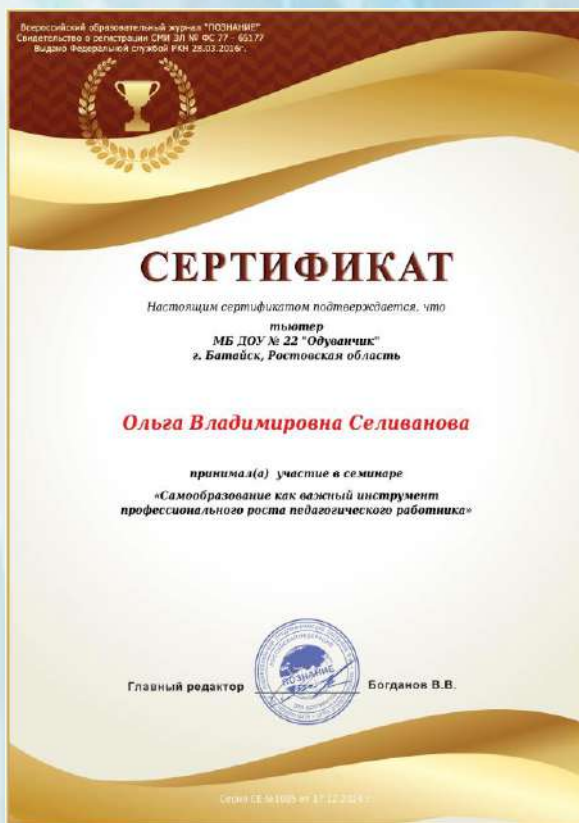 Всероссийский образовательный журнал "ПОЗНАНИЕ"
Свидетельство о регистрации СМИ ЭЛ № ФС 77 - 65177
Выдано Федеральной службой РКН 28.03.2016г.
СЕРТИФИКАТ
Настоящим сертификатом подтверждается, что
тьютер
МБ ДОУ № 22 "Одуванчик"
г. Батайск, Ростовская область
Ольга Владимировна Селиванова
принимал(а) участие в семинаре
«Самообразование как важный инструмент
профессионального роста педагогического работника»
ПОЗНАНИЕ
Главный редактор
Богданов В.В.